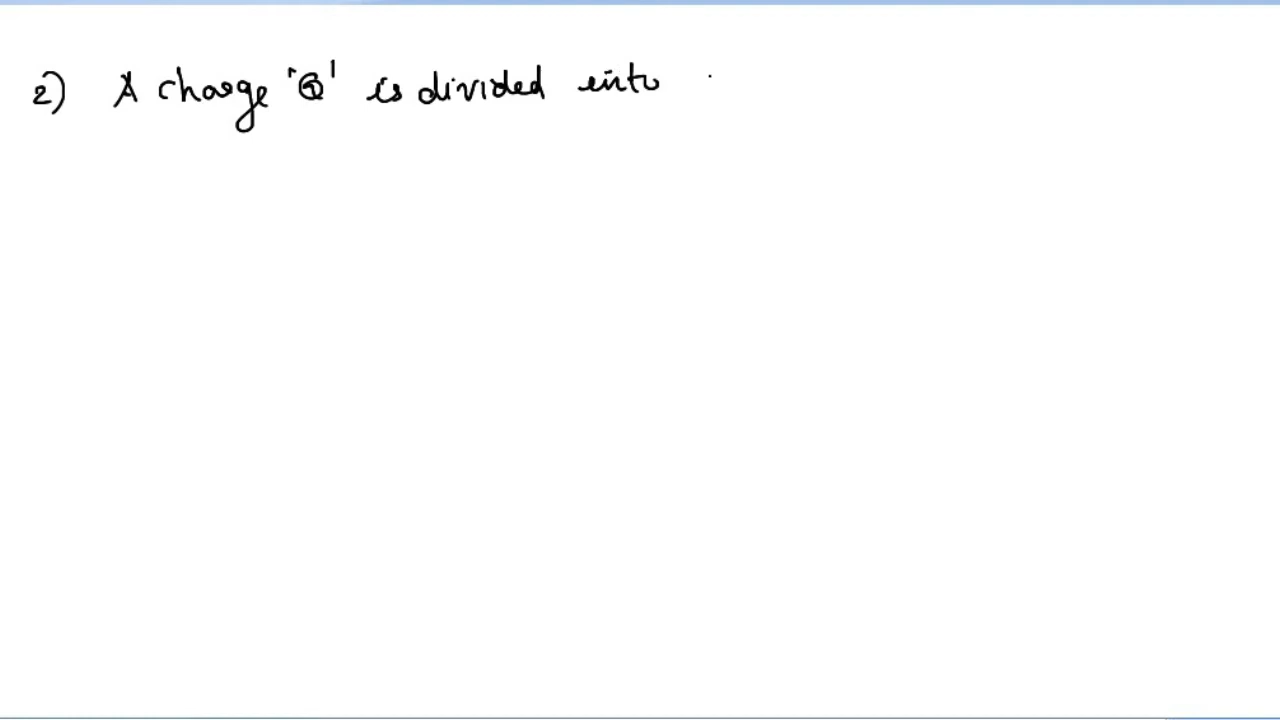 2) A charge 'Q' is divided into